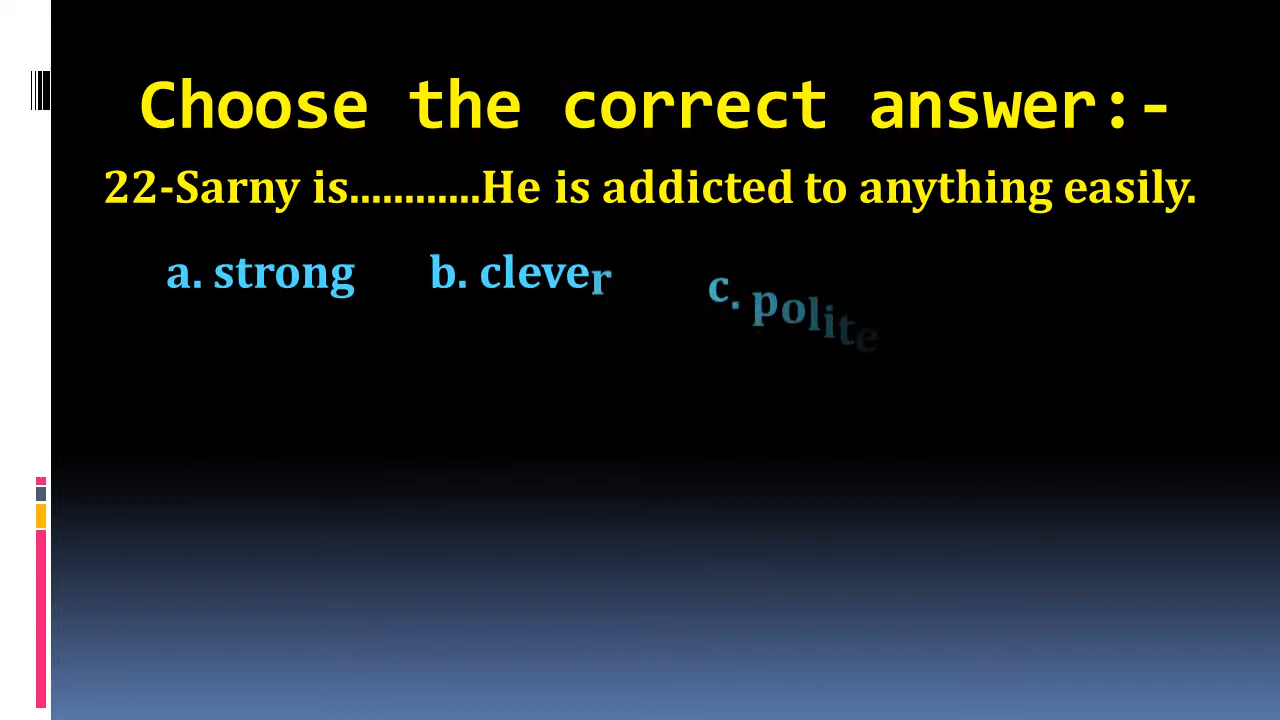 Choose the correct answer:-
22-Sarny is............He is addicted to anything easily.
a. strong b. clever c. polite